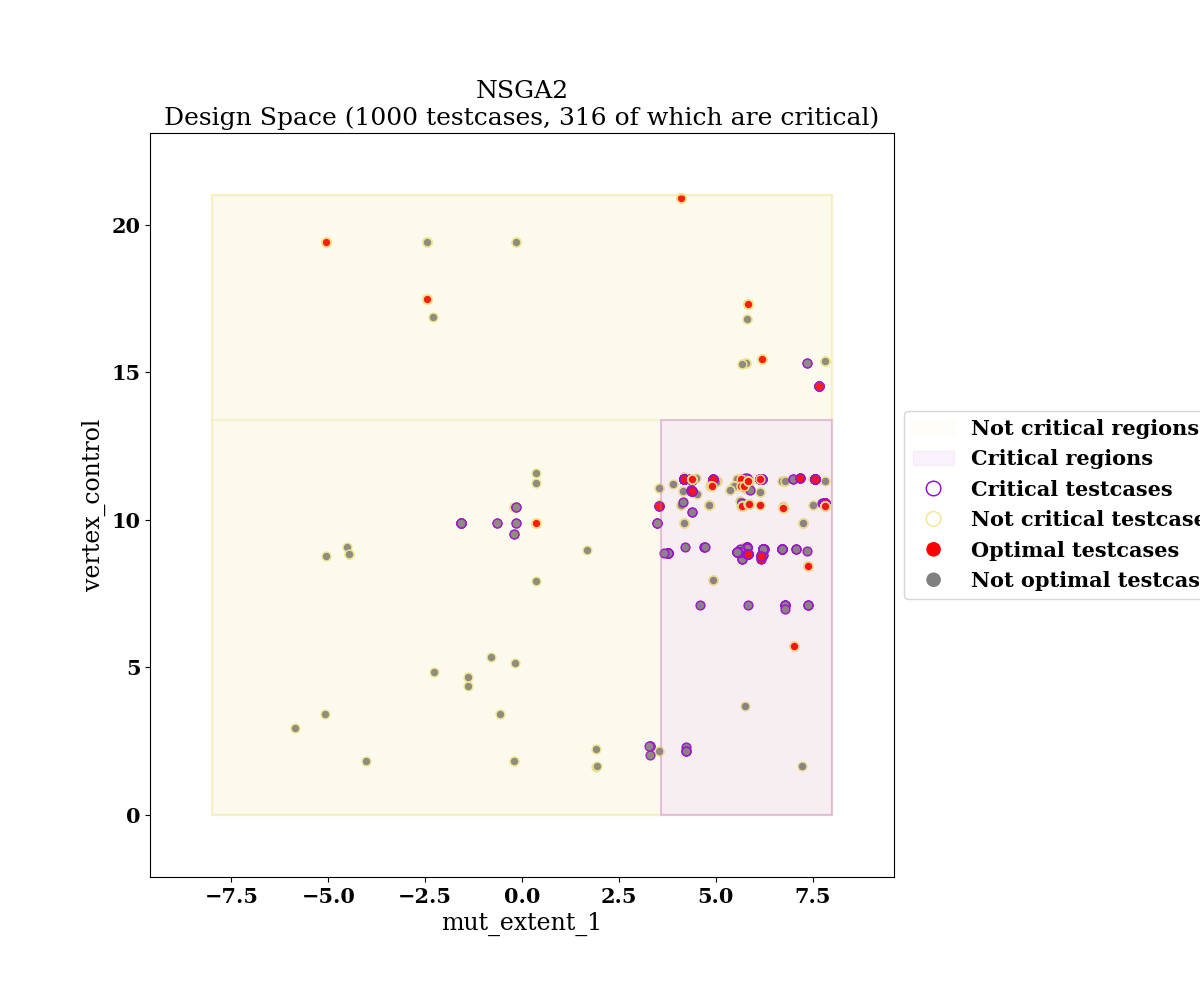 NSGA2
Design Space (1000 testcases, 316 of which are critical)
20
15
10
5
0
vertex_control
−7.5
−5.0
−2.5
0.0
2.5
5.0
7.5
mut_extent_1
Not critical regions
Critical regions
Critical testcases
Not critical testcase
Optimal testcases
Not optimal testcas